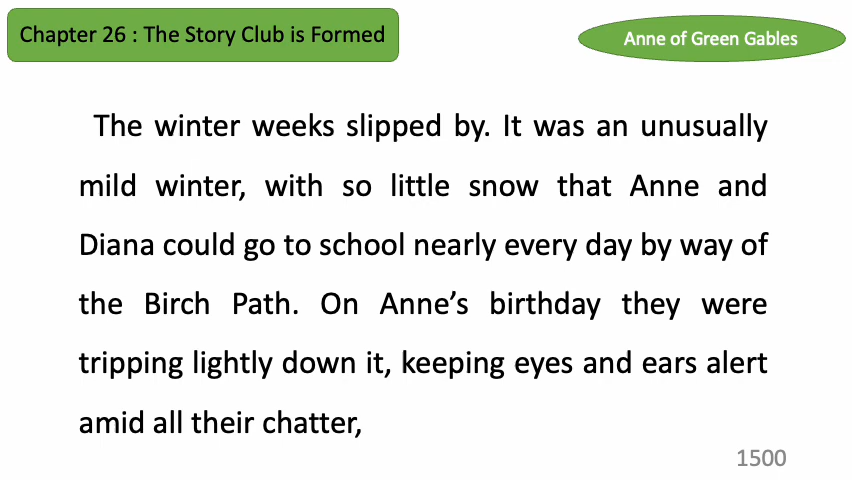 Chapter 26 : The Story Club is Formed
Anne of Green Gables
The winter weeks slipped by. It was an unusually
mild winter, with so little snow that Anne and
Diana could go to school nearly every day by way of
the Birch Path. On Anne’s birthday they were
tripping lightly down it, keeping eyes and ears alert
amid all their chatter,
1500